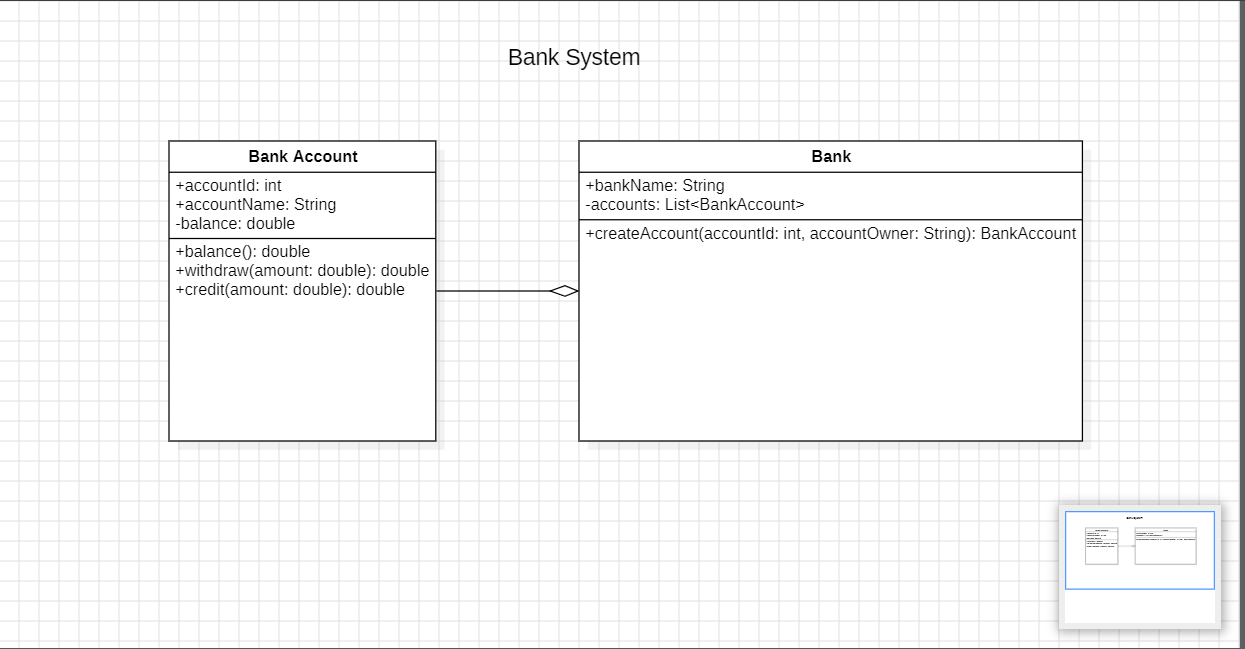 Bank System
Bank Account
+accountId: int
+accountName: String
-balance: double
+balance(): double
+withdraw(amount: double): double
+credit(amount: double): double
Bank
+bankName: String
-accounts: List<BankAccount>
+createAccount(accountId: int, accountOwner: String): BankAccount